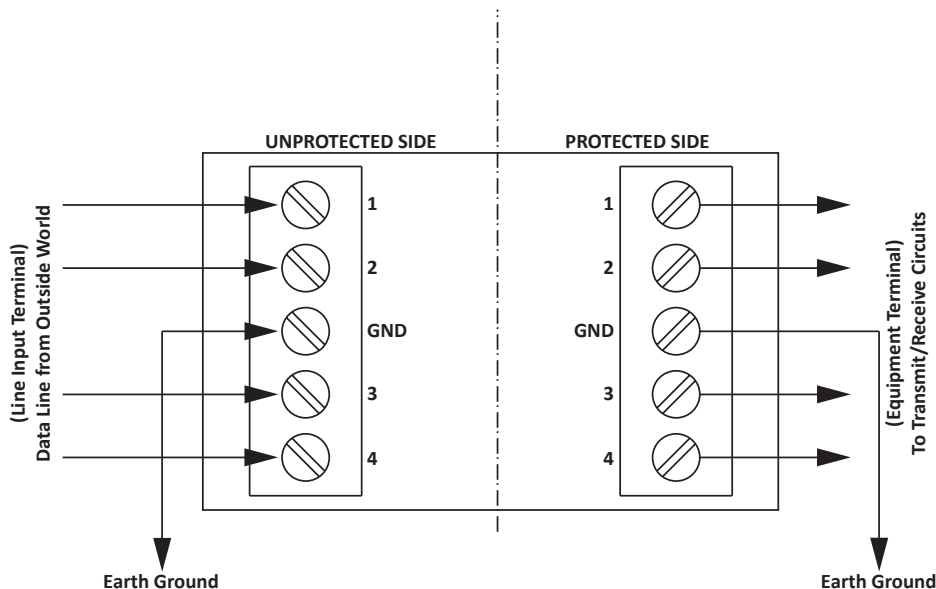 UNPROTECTED SIDE
PROTECTED SIDE
(Line Input Terminal)
Data Line from Outside World
1
2
GND
3
4
1
2
GND
3
4
(Equipment Terminal)
To Transmit/Receive Circuits
Earth Ground
Earth Ground